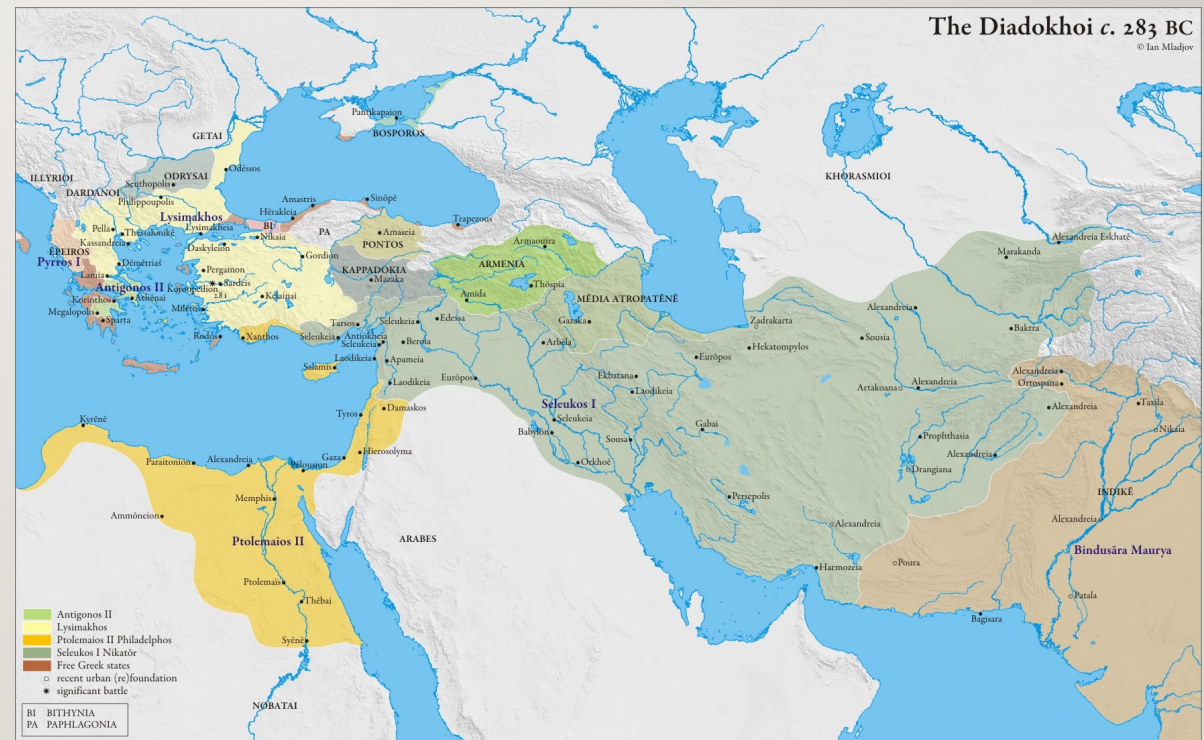 The Diadokhoi c. 283 BC
© Ian Mladjov
Pantikapaion
BOSPOROS
GETAI
KHORASMIOI
ODRYSAI
Odēssos
ILLYRIOI
Seuthopolis
DARDANOI
Philippoupolis
Sinōpē
Amastris
Hērakleia
Lysimakhos
Lysimakheia
BI
PA
Trapezous
Alexandreia Eskhatē
Marakanda
Pella
Thessalonikē
Nikaia
Amaseia
PONTOS
Armaouira
Kassandreia
Daskyleion
Gordion
ĒPEIROS
Pyrros I
Dēmētrias
Pergamon
KAPPADOKIA
Mazaka
ARMENIA
Thōspia
Lamia
Koroupedion
281
Sardeis
Amida
MĒDIA ATROPATĒNĒ
Antigonos II
Kelainai
Korinthos
Athēnai
Megalopolis
Sparta
Milētos
Tarsos
Seleukeia
Edessa
Gazaka
Zadrakarta
Alexandreia
Baktra
Rodos
Xanthos
Seleukeia
Antiokheia
Seleukeia
Beroia
Arbēla
Hekatompylos
Sousia
Laodikeia
Apameia
Eurōpos
Salamis
Laodikeia
Eurōpos
Ekbatana
Laodikeia
Artakoana
Alexandreia
Alexandreia
Ortospana
Damaskos
Tyros
Seleukos I
Seleukeia
Alexandreia
Taxila
Kyrēnē
Babylōn
Sousa
Gabai
Prophthasia
Nikaia
Hierosolyma
Gaza
Paraitonion
Alexandreia
Pēlousion
Orkhoē
Alexandreia
Drangiana
Memphis
Persepolis
INDIKĒ
Ammōneion
Alexandreia
Alexandreia
Ptolemaios II
ARABES
Bindusāra Maurya
Harmozeia
Poura
Ptolemaïs
Patala
Thēbai
Bagisara
Syēnē
NOBATAI
Antigonos II
Lysimakhos
Ptolemaios II Philadelphos
Seleukos I Nikatōr
Free Greek states
recent urban (re)foundation
significant battle
BI BITHYNIA
PA PAPHLAGONIA